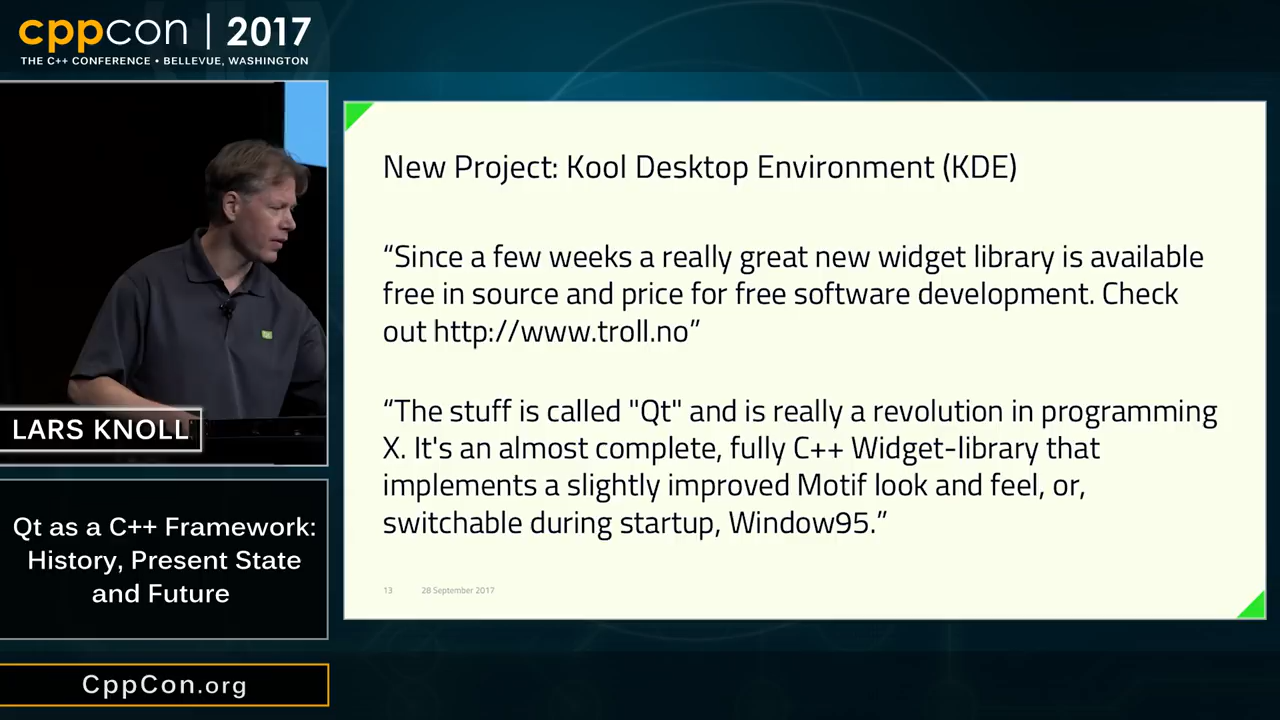 cppcon | 2017
THE C++ CONFERENCE • BELLEVUE, WASHINGTON
LARS KNOLL
Qt as a C++ Framework:
History, Present State
and Future
CppCon.org
New Project: Kool Desktop Environment (KDE)
“Since a few weeks a really great new widget library is available
free in source and price for free software development. Check
out http://www.troll.no”
“The stuff is called "Qt" and is really a revolution in programming
X. It's an almost complete, fully C++ Widget-library that
implements a slightly improved Motif look and feel, or,
switchable during startup, Window95.”
13 28 September 2017